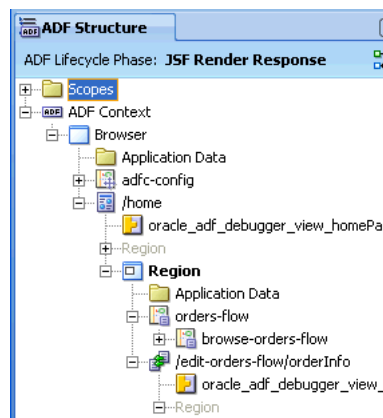 ADF Structure
ADF Lifecycle Phase: JSF Render Response
Scopes
ADF ADF Context
Browser
Application Data
adfc-config
/home
oracle_adf_debugger_view_homePa
Region
Region
Application Data
orders-flow
browse-orders-flow
/edit-orders-flow/orderInfo
oracle_adf_debugger_view_
Region